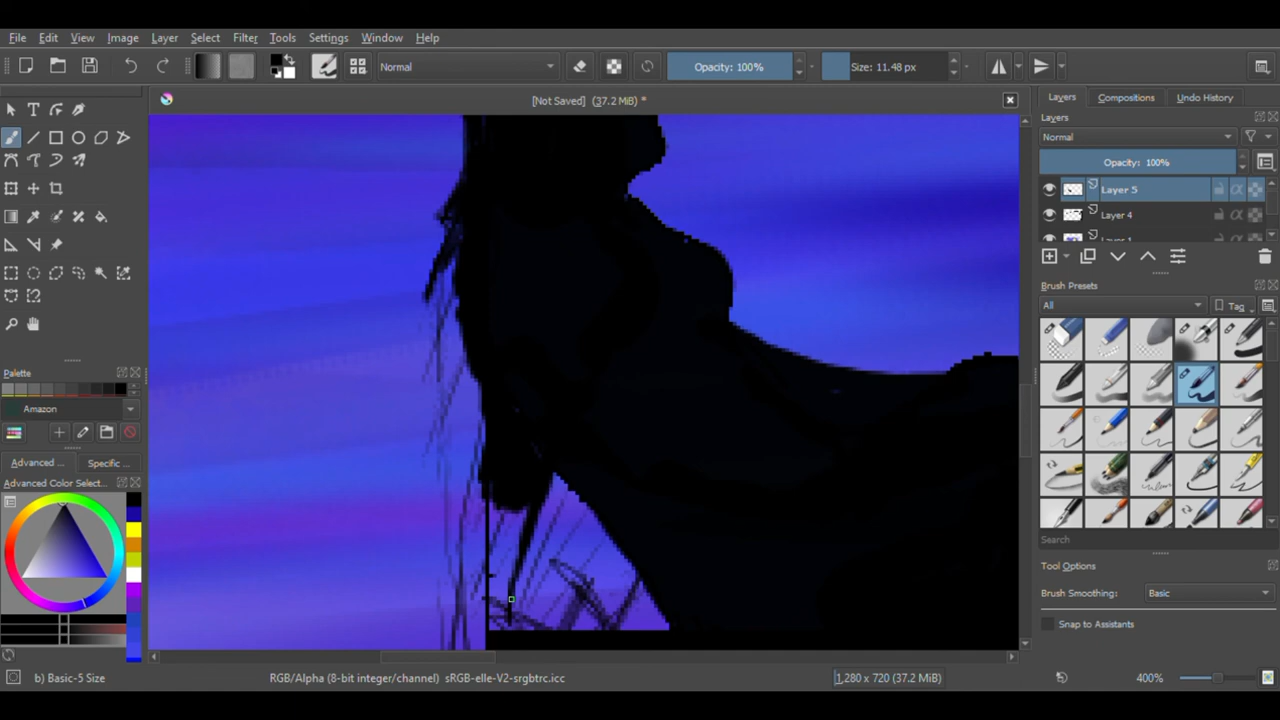 File Edit View Image Layer Select Filter Tools Settings Window Help
Normal Opacity: 100% Size: 11.48 px
[Not Saved] (37.2 MiB) *
Layers Compositions Undo History
Layers
Normal
Opacity: 100%
Layer 5
Layer 4
Brush Presets
All Tag
Search
Tool Options
Brush Smoothing: Basic
Snap to Assistants
Palette
Amazon
Advanced ... Specific ...
Advanced Color Select...
b) Basic-5 Size RGB/Alpha (8-bit integer/channel) sRGB-elle-V2-srgbtrc.icc 1,280 x 720 (37.2 MiB) 400%